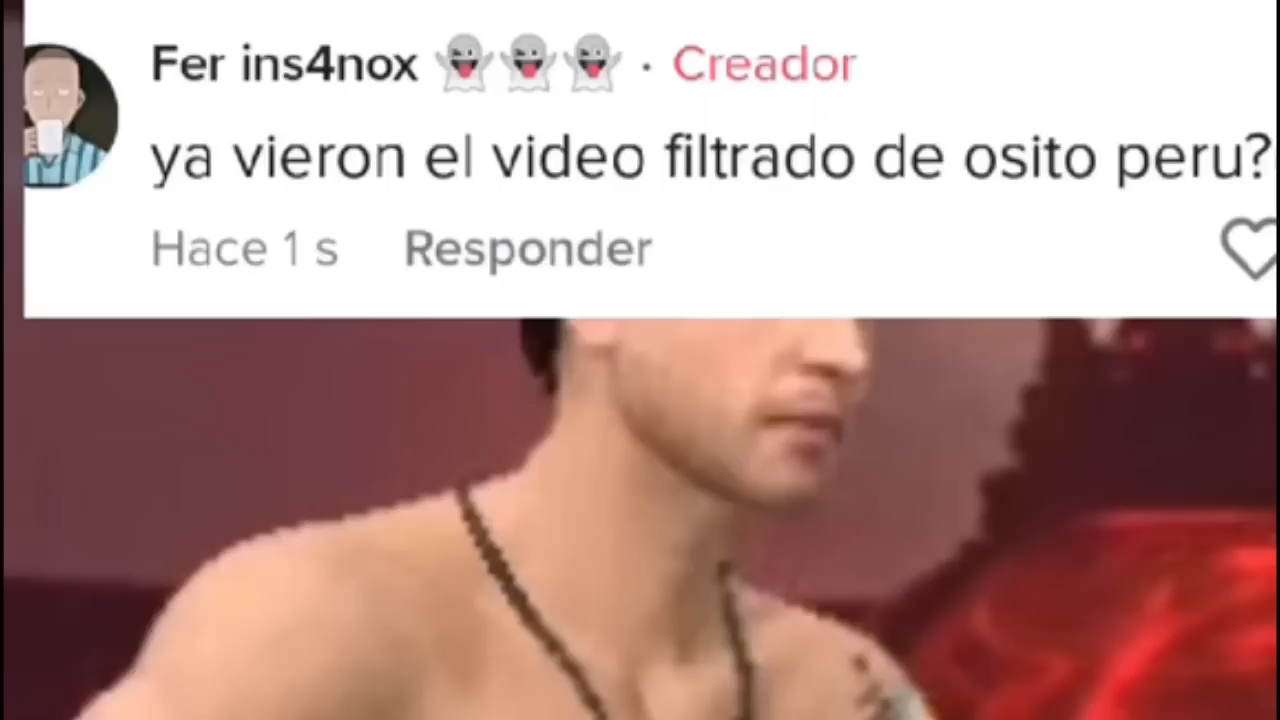 Fer ins4nox 👻👻👻 · Creador
ya vieron el video filtrado de osito peru?
Hace 1 s Responder